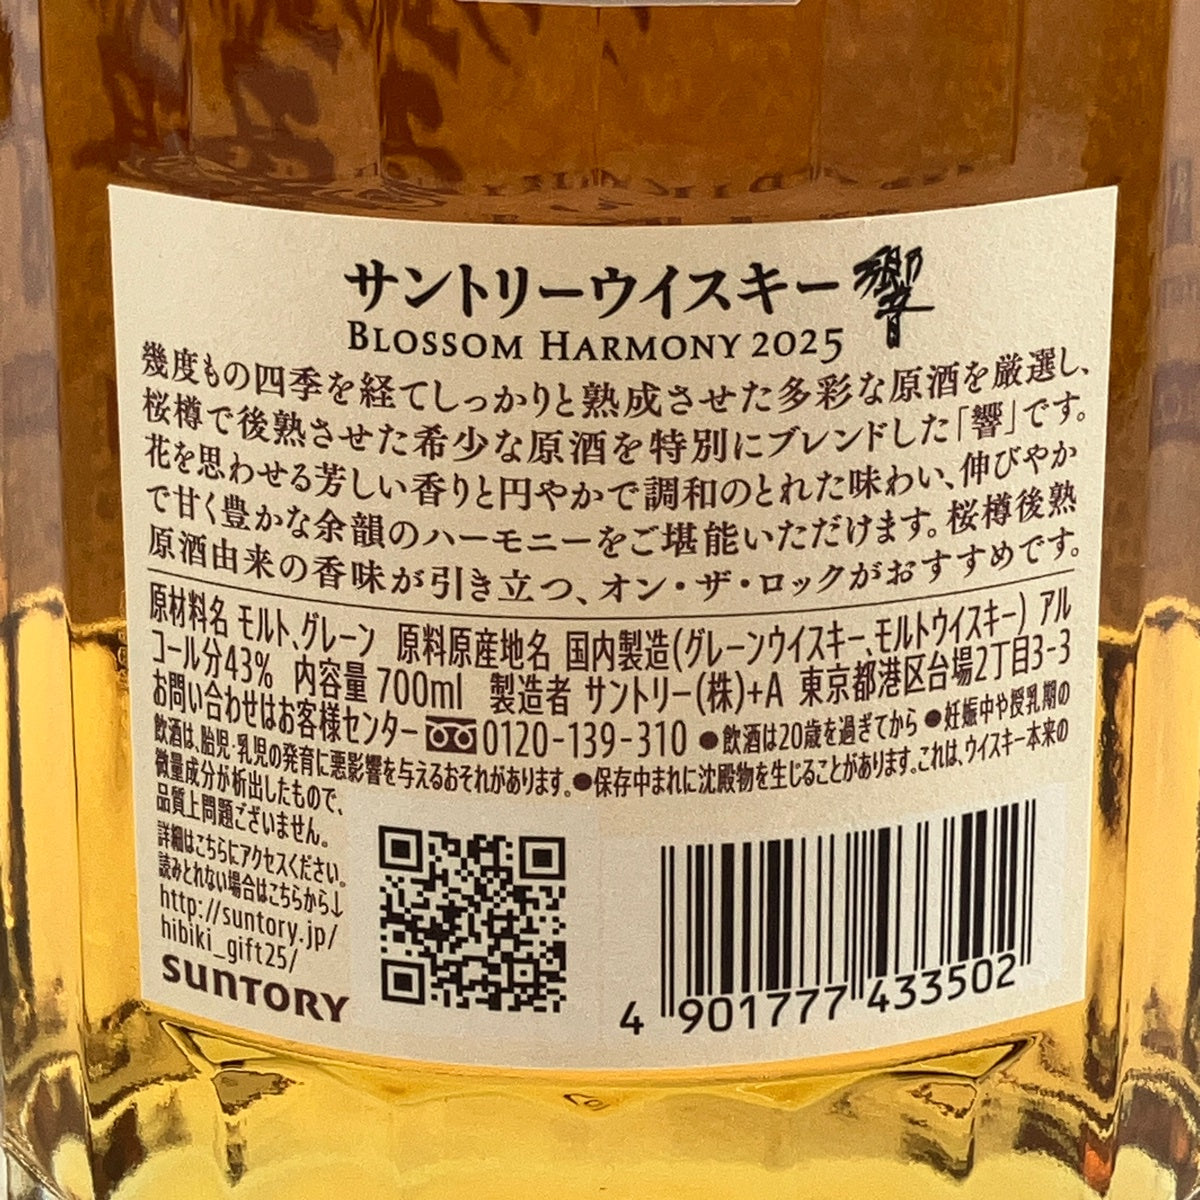 サントリーウイスキー 響
BLOSSOM HARMONY 2025
幾度もの四季を経てしっかりと熟成させた多彩な原酒を厳選し、
桜樽で後熟させた希少な原酒を特別にブレンドした「響」です。
花を思わせる芳しい香りと円やかで調和のとれた味わい、伸びやか
で甘く豊かな余韻のハーモニーをご堪能いただけます。桜樽後熟
原酒由来の香味が引き立つ、オン・ザ・ロックがおすすめです。
原材料名 モルト、グレーン 原料原産地名 国内製造(グレーンウイスキー、モルトウイスキー) アル
コール分43% 内容量 700ml 製造者 サントリー(株)+A 東京都港区台場2丁目3-3
お問い合わせはお客様センター 0120-139-310 ●飲酒は20歳を過ぎてから ●妊娠中や授乳期の
飲酒は、胎児・乳児の発育に悪影響を与えるおそれがあります。●保存中まれに沈殿物を生じることがあります。これは、ウイスキー本来の
微量成分が析出したもので、
品質上問題ございません。
詳細はこちらにアクセスください。
読みとれない場合はこちらから↓
http://suntory.jp/
hibiki_gift25/
SUNTORY
4 901777 433502